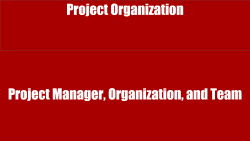 Project Organization
Project Manager, Organization, and Team